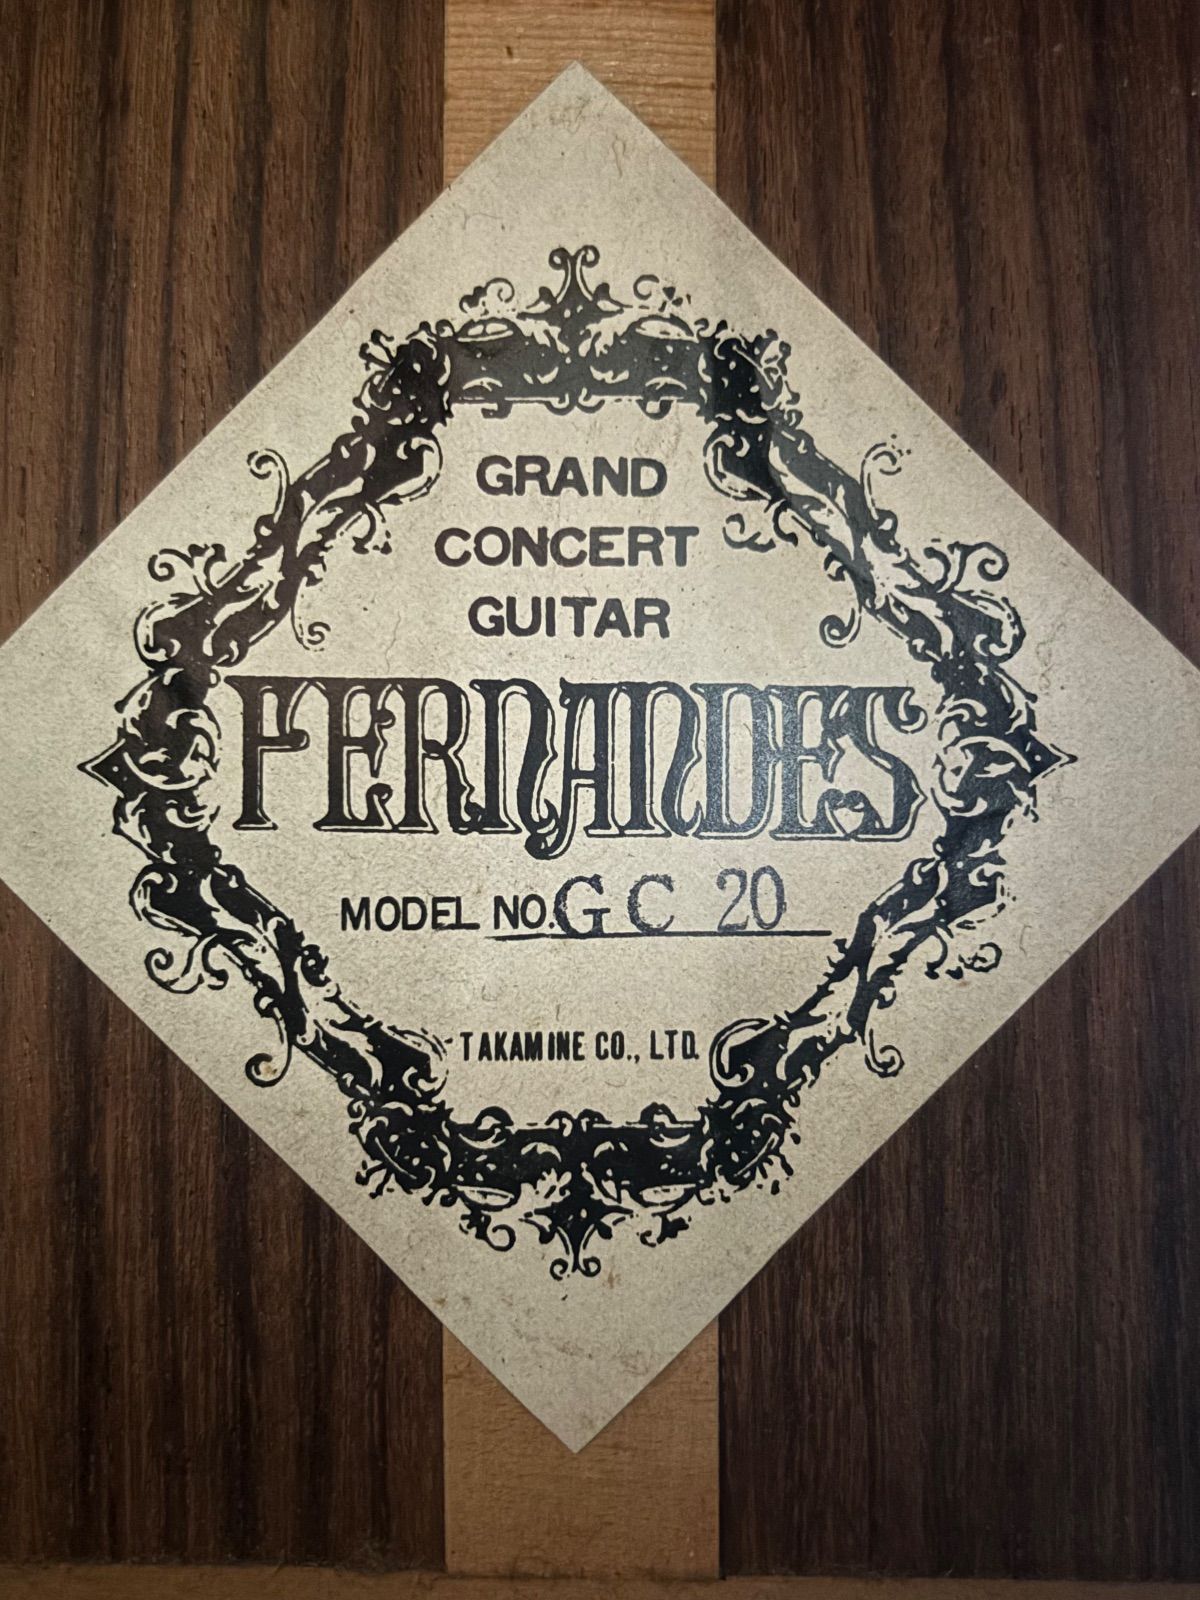 GRAND
CONCERT
GUITAR
FERNANDES
MODEL NO. GC 20
TAKAMINE CO., LTD.